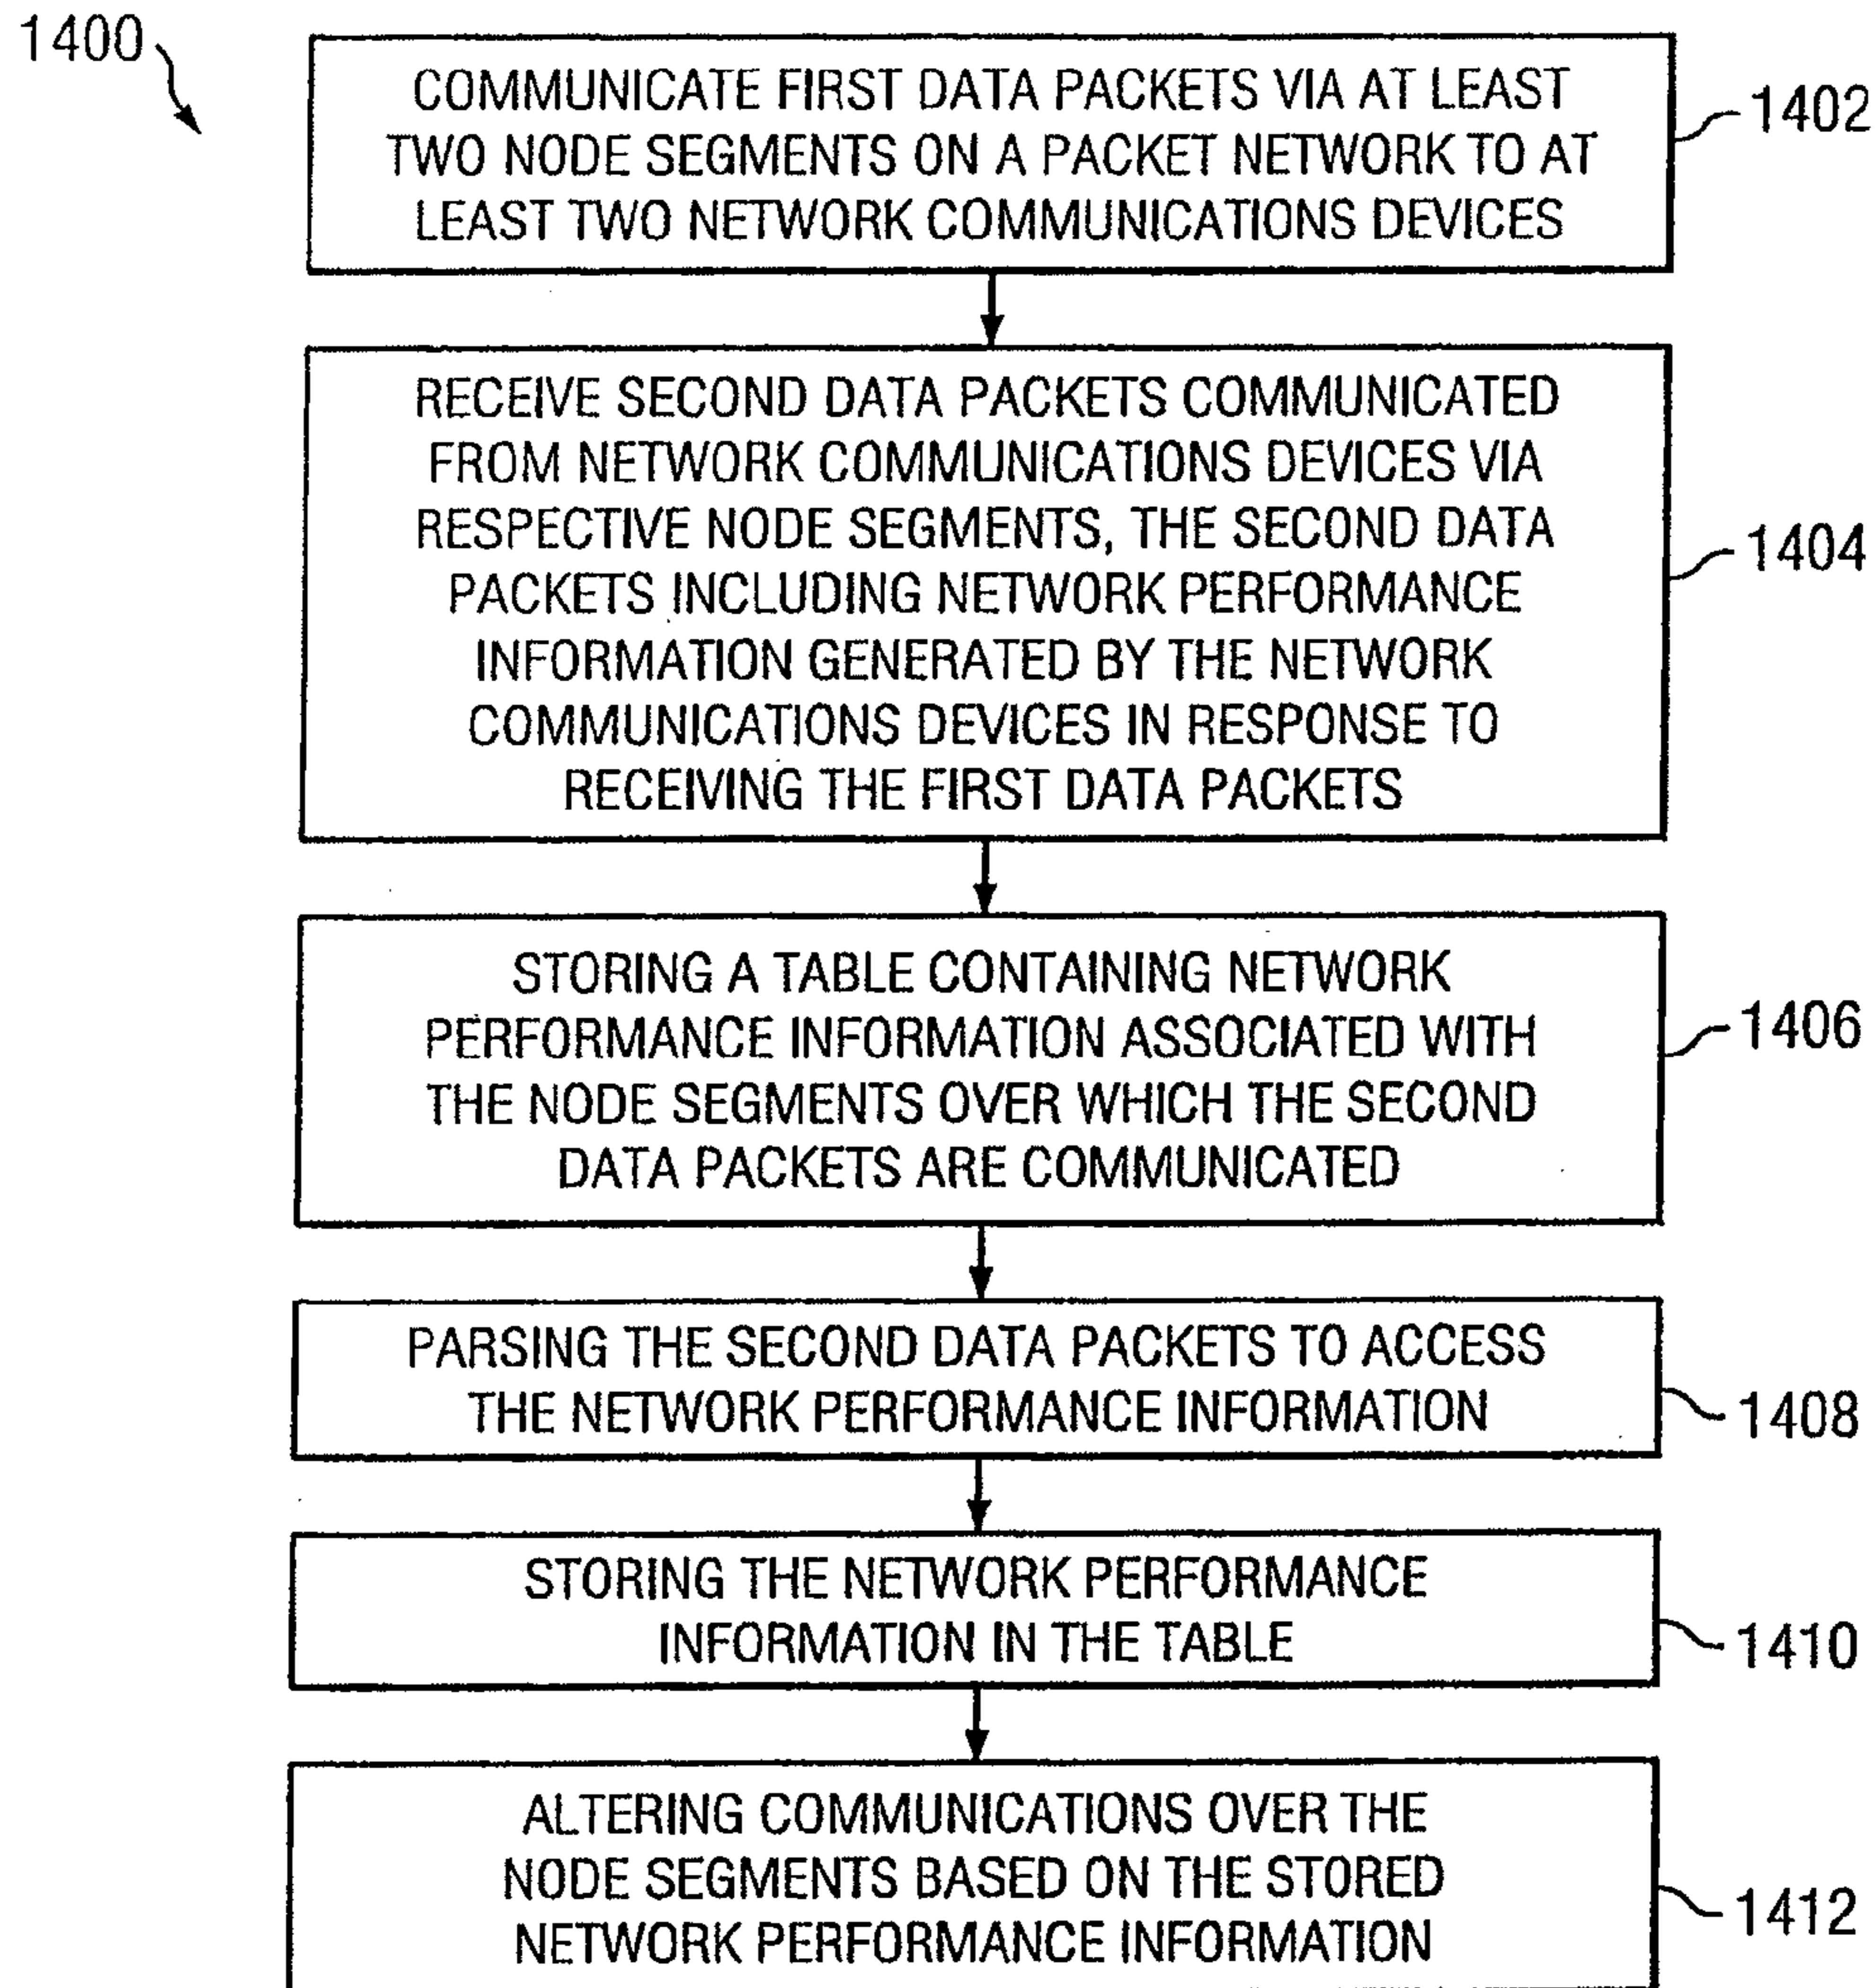 1400
COMMUNICATE FIRST DATA PACKETS VIA AT LEAST
TWO NODE SEGMENTS ON A PACKET NETWORK TO AT
LEAST TWO NETWORK COMMUNICATIONS DEVICES
1402
RECEIVE SECOND DATA PACKETS COMMUNICATED
FROM NETWORK COMMUNICATIONS DEVICES VIA
RESPECTIVE NODE SEGMENTS, THE SECOND DATA
PACKETS INCLUDING NETWORK PERFORMANCE
INFORMATION GENERATED BY THE NETWORK
COMMUNICATIONS DEVICES IN RESPONSE TO
RECEIVING THE FIRST DATA PACKETS
1404
STORING A TABLE CONTAINING NETWORK
PERFORMANCE INFORMATION ASSOCIATED WITH
THE NODE SEGMENTS OVER WHICH THE SECOND
DATA PACKETS ARE COMMUNICATED
1406
PARSING THE SECOND DATA PACKETS TO ACCESS
THE NETWORK PERFORMANCE INFORMATION
1408
STORING THE NETWORK PERFORMANCE
INFORMATION IN THE TABLE
1410
ALTERING COMMUNICATIONS OVER THE
NODE SEGMENTS BASED ON THE STORED
NETWORK PERFORMANCE INFORMATION
1412